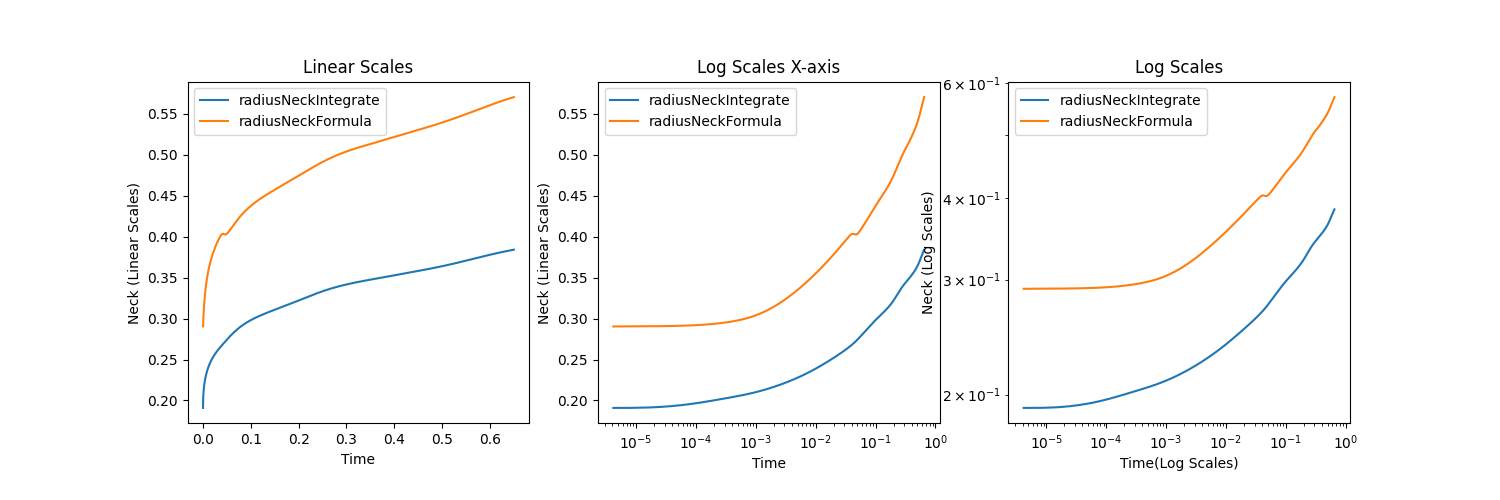 Linear Scales
radiusNeckIntegrate
radiusNeckFormula
Neck (Linear Scales)
0.55
0.50
0.45
0.40
0.35
0.30
0.25
0.20
0.0 0.1 0.2 0.3 0.4 0.5 0.6
Time
Log Scales X-axis
radiusNeckIntegrate
radiusNeckFormula
Neck (Linear Scales)
0.55
0.50
0.45
0.40
0.35
0.30
0.25
0.20
10⁻⁵ 10⁻⁴ 10⁻³ 10⁻² 10⁻¹ 10⁰
Time
Log Scales
radiusNeckIntegrate
radiusNeckFormula
Neck (Log Scales)
6 × 10⁻¹
4 × 10⁻¹
3 × 10⁻¹
2 × 10⁻¹
10⁻⁵ 10⁻⁴ 10⁻³ 10⁻² 10⁻¹ 10⁰
Time(Log Scales)